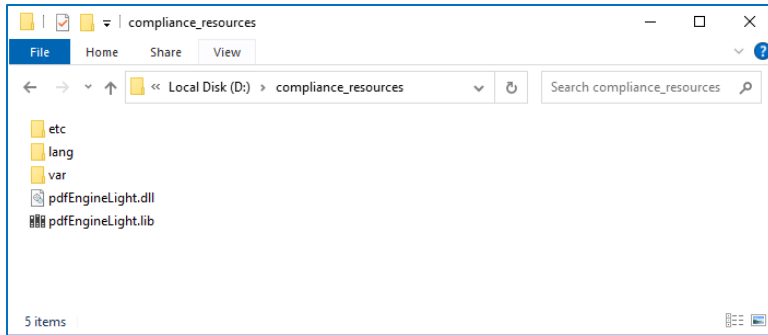 compliance_resources
File Home Share View
« Local Disk (D:) › compliance_resources Search compliance_resources
etc
lang
var
pdfEngineLight.dll
pdfEngineLight.lib
5 items